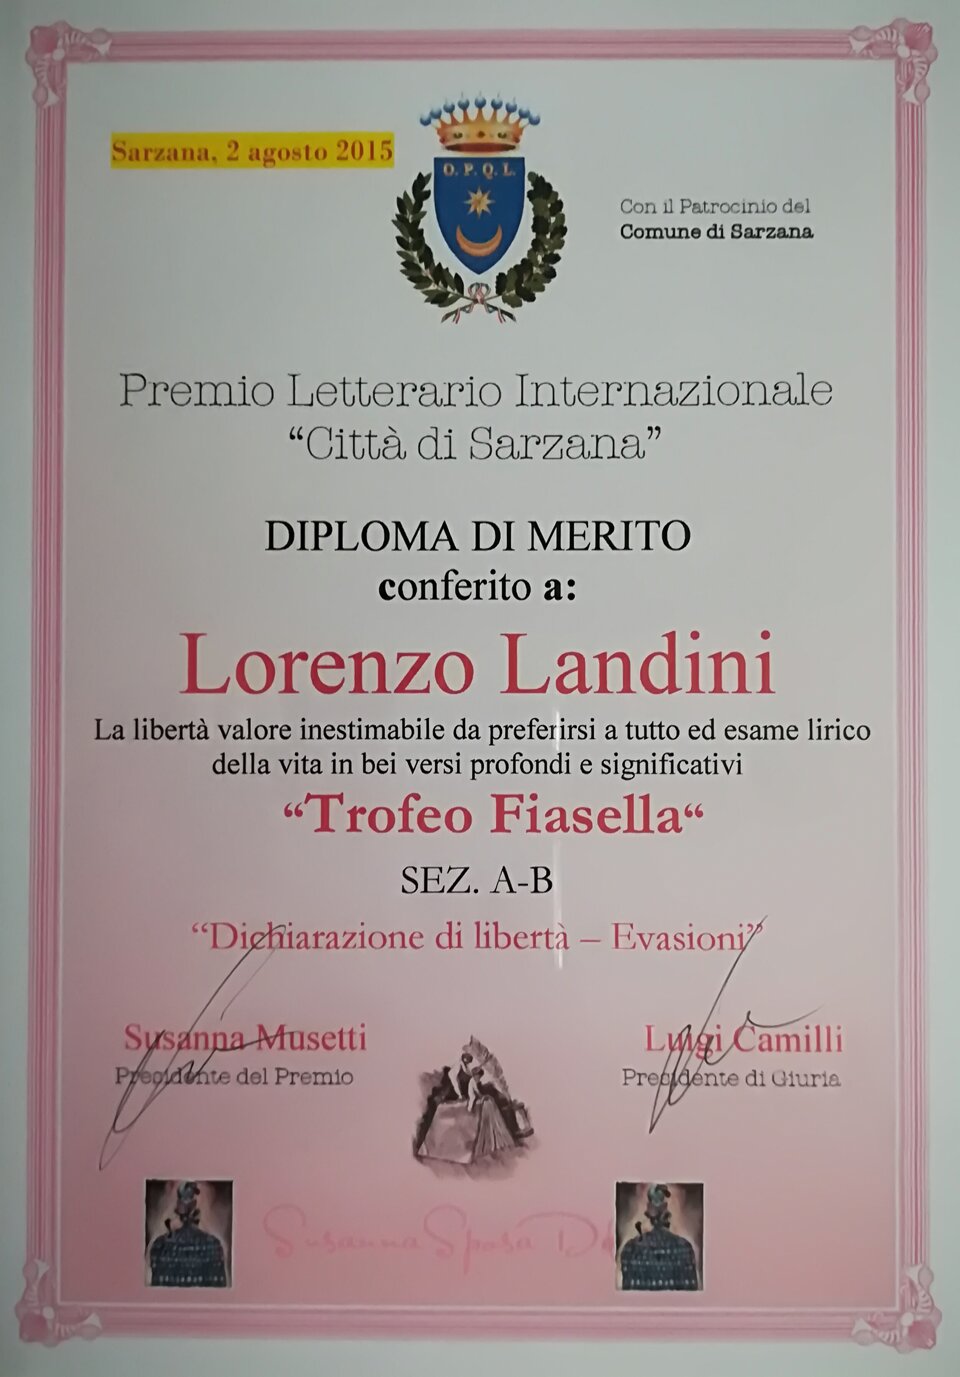 Sarzana, 2 agosto 2015
O. P. Q. L.
Con il Patrocinio del
Comune di Sarzana
Premio Letterario Internazionale
“Città di Sarzana”
DIPLOMA DI MERITO
conferito a:
Lorenzo Landini
La libertà valore inestimabile da preferirsi a tutto ed esame lirico
della vita in bei versi profondi e significativi
“Trofeo Fiasella“
SEZ. A-B
“Dichiarazione di libertà – Evasioni”
Susanna Musetti
Presidente del Premio
Luigi Camilli
Presidente di Giuria
Susanna Sposa